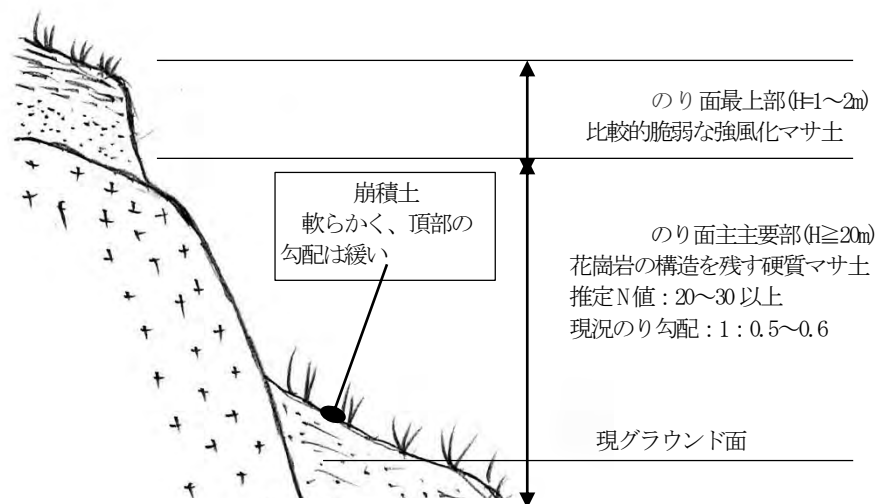 のり面最上部(H=1～2m)
比較的脆弱な強風化マサ土
崩積土
軟らかく、頂部の
勾配は緩い
のり面主主要部(H≧20m)
花崗岩の構造を残す硬質マサ土
推定N値：20～30以上
現況のり勾配：1：0.5～0.6
現グラウンド面